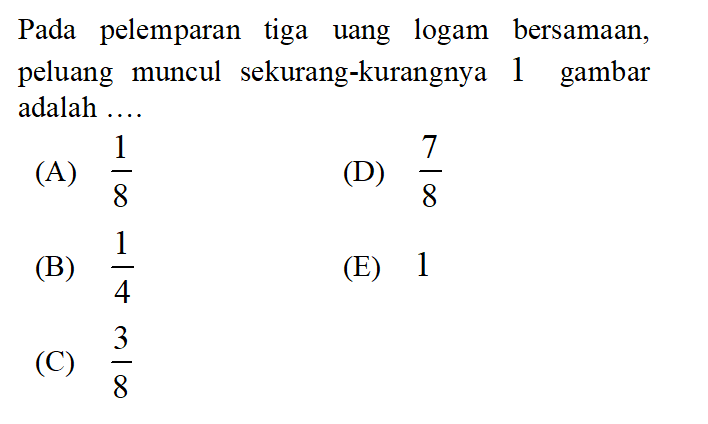 Pada pelemparan tiga uang logam bersamaan,
peluang muncul sekurang-kurangnya 1 gambar
adalah ....
(A) 1/8
(B) 1/4
(C) 3/8
(D) 7/8
(E) 1